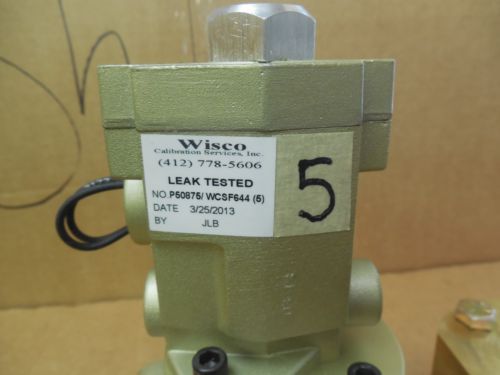 Wisco
Calibration Services, Inc.
(412) 778-5606
LEAK TESTED
NO. P50875/ WCSF644 (5)
DATE 3/25/2013
BY JLB
5